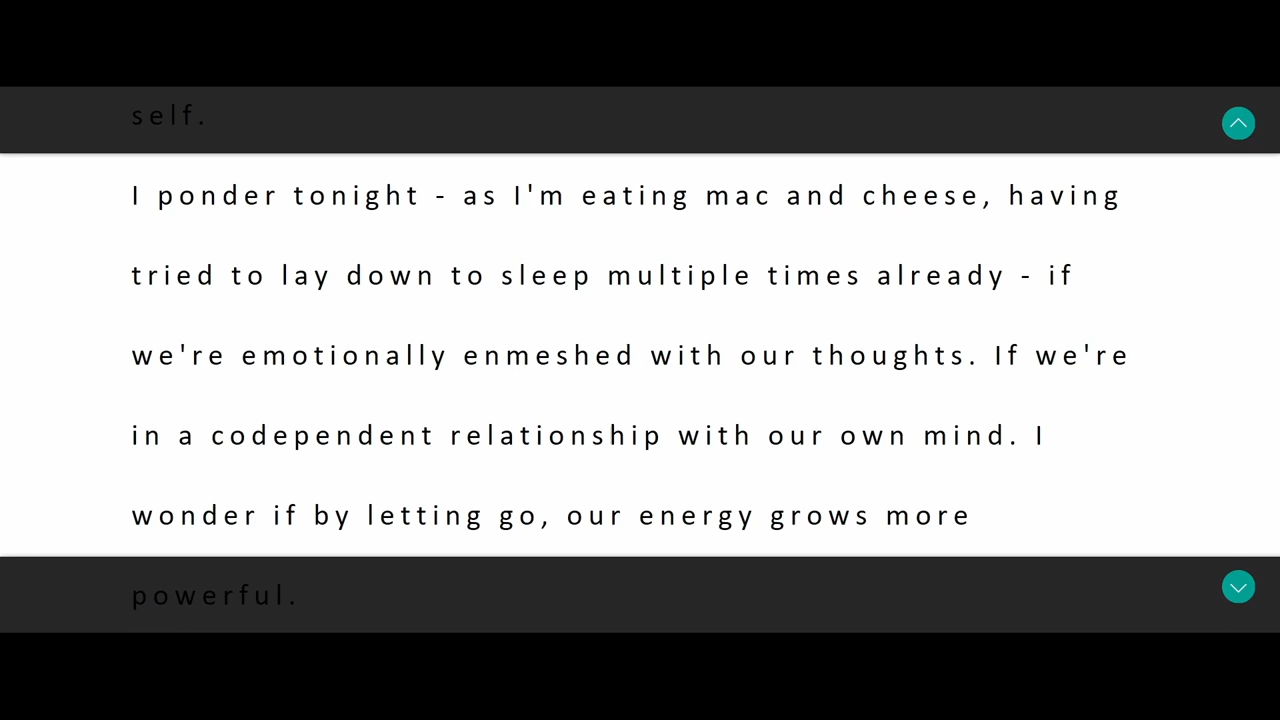 self.
I ponder tonight - as I'm eating mac and cheese, having
tried to lay down to sleep multiple times already - if
we're emotionally enmeshed with our thoughts. If we're
in a codependent relationship with our own mind. I
wonder if by letting go, our energy grows more
powerful.